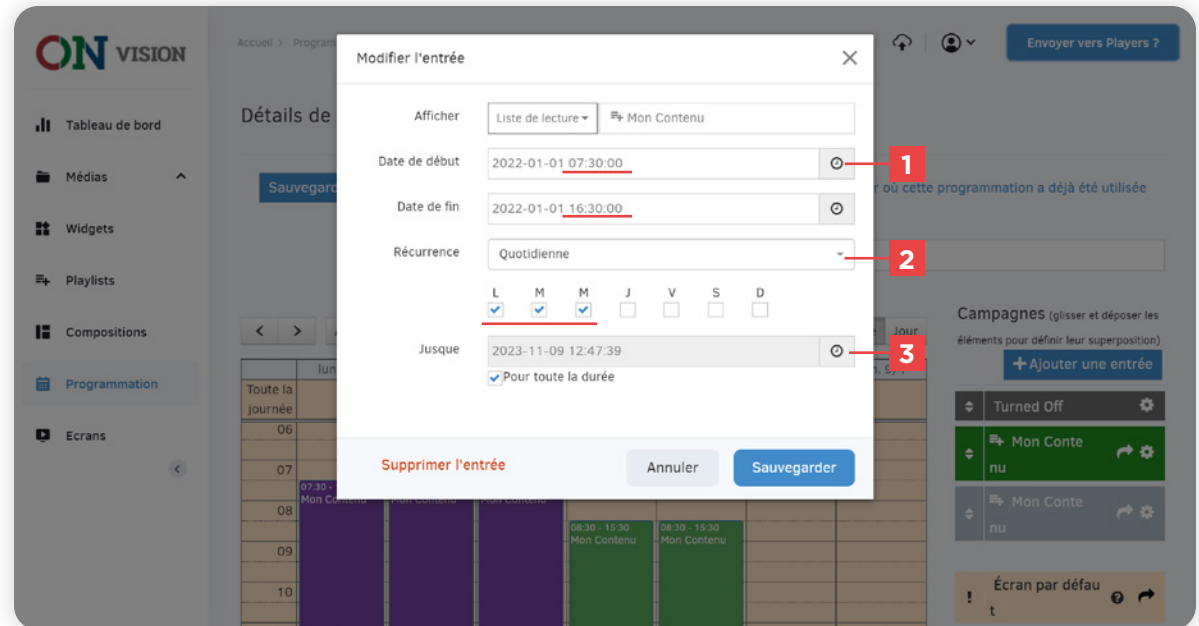 ON VISION
Accueil > Program
Envoyer vers Players ?
Tableau de bord
Médias
Widgets
Playlists
Compositions
Programmation
Ecrans
Détails de
Sauvegard
r où cette programmation a déjà été utilisée
Modifier l'entrée
Afficher
Liste de lecture
Mon Contenu
Date de début
2022-01-01 07:30:00
1
Date de fin
2022-01-01 16:30:00
Récurrence
Quotidienne
2
L M M J V S D
Jusque
2023-11-09 12:47:39
3
Pour toute la durée
Supprimer l'entrée
Annuler
Sauvegarder
Jour
lun
Toute la
journée
06
07
08
09
10
07:30 -
Mon Contenu
Mon Contenu
Mon Contenu
08:30 - 15:30
Mon Contenu
08:30 - 15:30
Mon Contenu
Campagnes (glisser et déposer les
éléments pour définir leur superposition)
+Ajouter une entrée
Turned Off
Mon Conte
nu
Mon Conte
nu
! Écran par défau
t